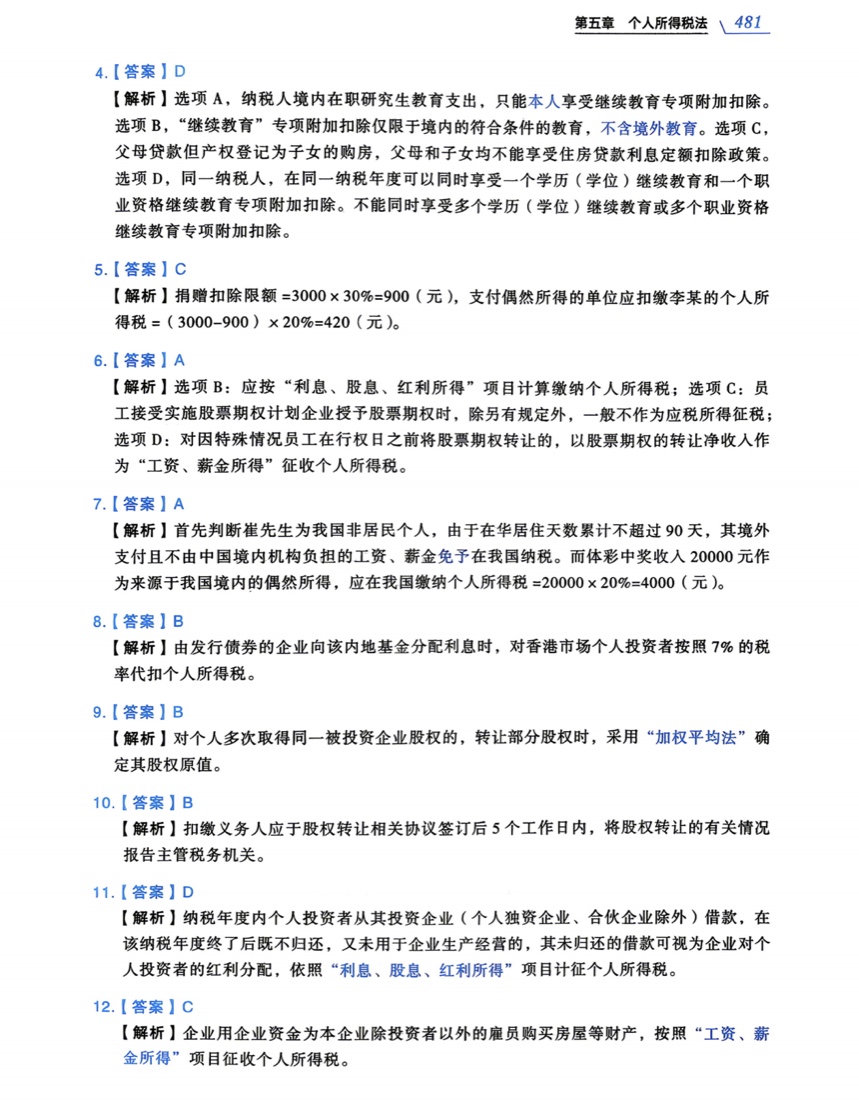 第五章 个人所得税法 481
4.【答案】D
【解析】选项 A，纳税人境内在职研究生教育支出，只能本人享受继续教育专项附加扣除。
选项 B，“继续教育”专项附加扣除仅限于境内的符合条件的教育，不含境外教育。选项 C，
父母贷款但产权登记为子女的购房，父母和子女均不能享受住房贷款利息定额扣除政策。
选项 D，同一纳税人，在同一纳税年度可以同时享受一个学历（学位）继续教育和一个职
业资格继续教育专项附加扣除。不能同时享受多个学历（学位）继续教育或多个职业资格
继续教育专项附加扣除。
5.【答案】C
【解析】捐赠扣除限额 =3000×30%=900（元），支付偶然所得的单位应扣缴李某的个人所
得税 =（3000-900）×20%=420（元）。
6.【答案】A
【解析】选项 B：应按“利息、股息、红利所得”项目计算缴纳个人所得税；选项 C：员
工接受实施股票期权计划企业授予股票期权时，除另有规定外，一般不作为应税所得征税；
选项 D：对因特殊情况员工在行权日之前将股票期权转让的，以股票期权的转让净收入作
为“工资、薪金所得”征收个人所得税。
7.【答案】A
【解析】首先判断崔先生为我国非居民个人，由于在华居住天数累计不超过 90 天，其境外
支付且不由中国境内机构负担的工资、薪金免予在我国纳税。而体彩中奖收入 20000 元作
为来源于我国境内的偶然所得，应在我国缴纳个人所得税 =20000×20%=4000（元）。
8.【答案】B
【解析】由发行债券的企业向该内地基金分配利息时，对香港市场个人投资者按照 7% 的税
率代扣个人所得税。
9.【答案】B
【解析】对个人多次取得同一被投资企业股权的，转让部分股权时，采用“加权平均法”确
定其股权原值。
10.【答案】B
【解析】扣缴义务人应于股权转让相关协议签订后 5 个工作日内，将股权转让的有关情况
报告主管税务机关。
11.【答案】D
【解析】纳税年度内个人投资者从其投资企业（个人独资企业、合伙企业除外）借款，在
该纳税年度终了后既不归还，又未用于企业生产经营的，其未归还的借款可视为企业对个
人投资者的红利分配，依照“利息、股息、红利所得”项目计征个人所得税。
12.【答案】C
【解析】企业用企业资金为本企业除投资者以外的雇员购买房屋等财产，按照“工资、薪
金所得”项目征收个人所得税。